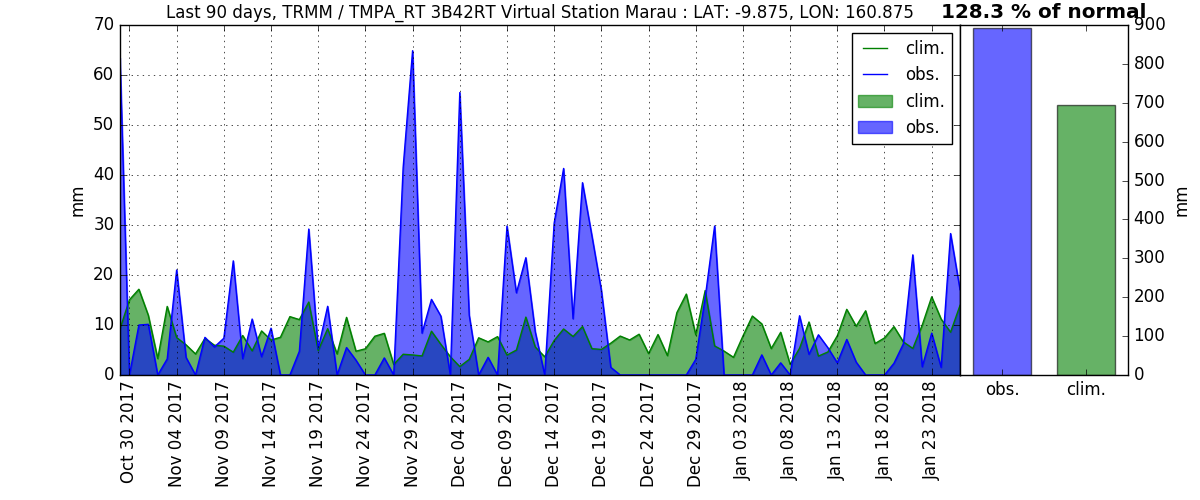 Last 90 days, TRMM / TMPA_RT 3B42RT Virtual Station Marau : LAT: -9.875, LON: 160.875
128.3 % of normal
70
60
50
40
30
20
10
0
mm
clim.
obs.
clim.
obs.
900
800
700
600
500
400
300
200
100
0
mm
Oct 30 2017
Nov 04 2017
Nov 09 2017
Nov 14 2017
Nov 19 2017
Nov 24 2017
Nov 29 2017
Dec 04 2017
Dec 09 2017
Dec 14 2017
Dec 19 2017
Dec 24 2017
Dec 29 2017
Jan 03 2018
Jan 08 2018
Jan 13 2018
Jan 18 2018
Jan 23 2018
obs.
clim.